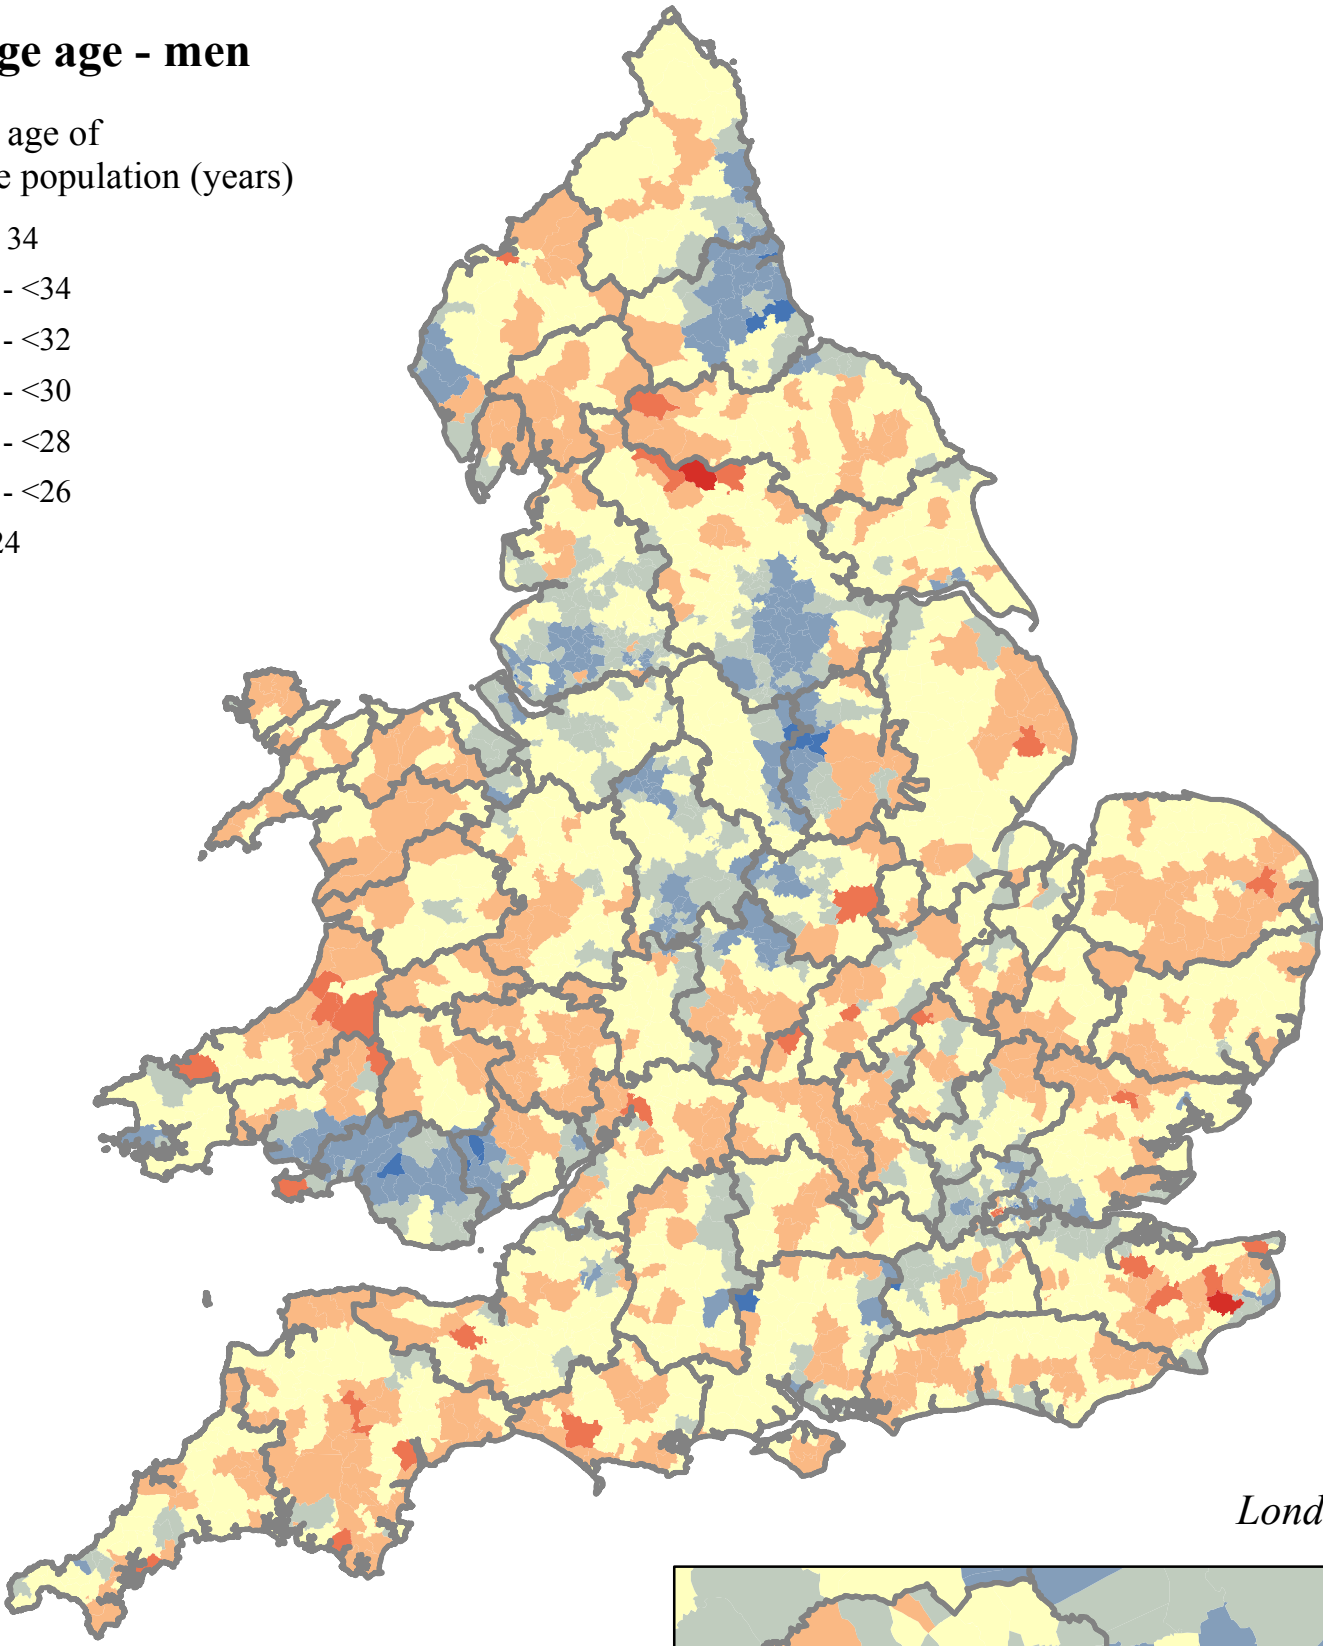 ge age - men
age of
e population (years)
34
- <34
- <32
- <30
- <28
- <26
24
Lond